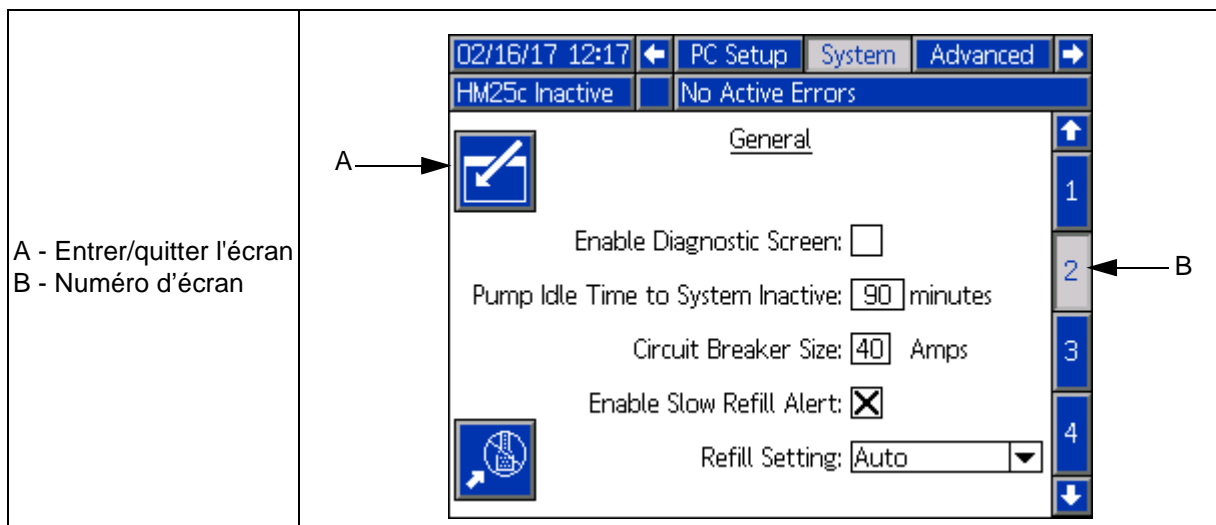 A - Entrer/quitter l'écran
B - Numéro d’écran
02/16/17 12:17 PC Setup System Advanced
HM25c Inactive No Active Errors
A
General
1
Enable Diagnostic Screen:
2
B
Pump Idle Time to System Inactive: 90 minutes
Circuit Breaker Size: 40 Amps
3
Enable Slow Refill Alert:
4
Refill Setting: Auto